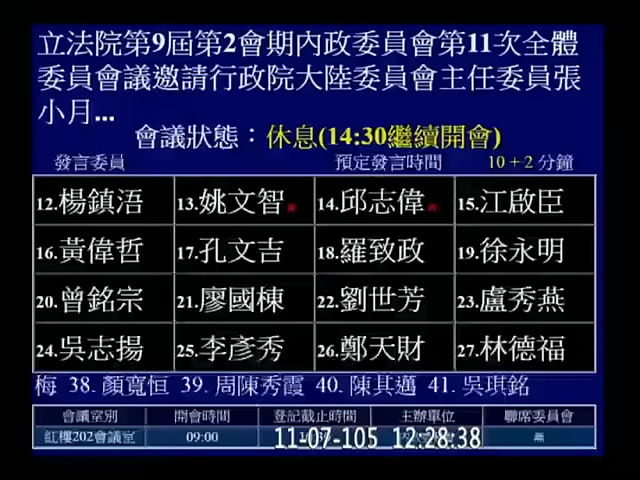 立法院第9屆第2會期內政委員會第11次全體
委員會議邀請行政院大陸委員會主任委員張
小月...
會議狀態：休息(14:30繼續開會)
發言委員 預定發言時間 10 + 2 分鐘
12.楊鎮浯 13.姚文智 14.邱志偉 15.江啟臣
16.黃偉哲 17.孔文吉 18.羅致政 19.徐永明
20.曾銘宗 21.廖國棟 22.劉世芳 23.盧秀燕
24.吳志揚 25.李彥秀 26.鄭天財 27.林德福
梅 38. 顏寬恒 39. 周陳秀霞 40. 陳其邁 41. 吳琪銘
會議室別 開會時間 登記截止時間 主辦單位 聯席委員會
紅樓202會議室 09:00 無
11-07-105 12:28:38